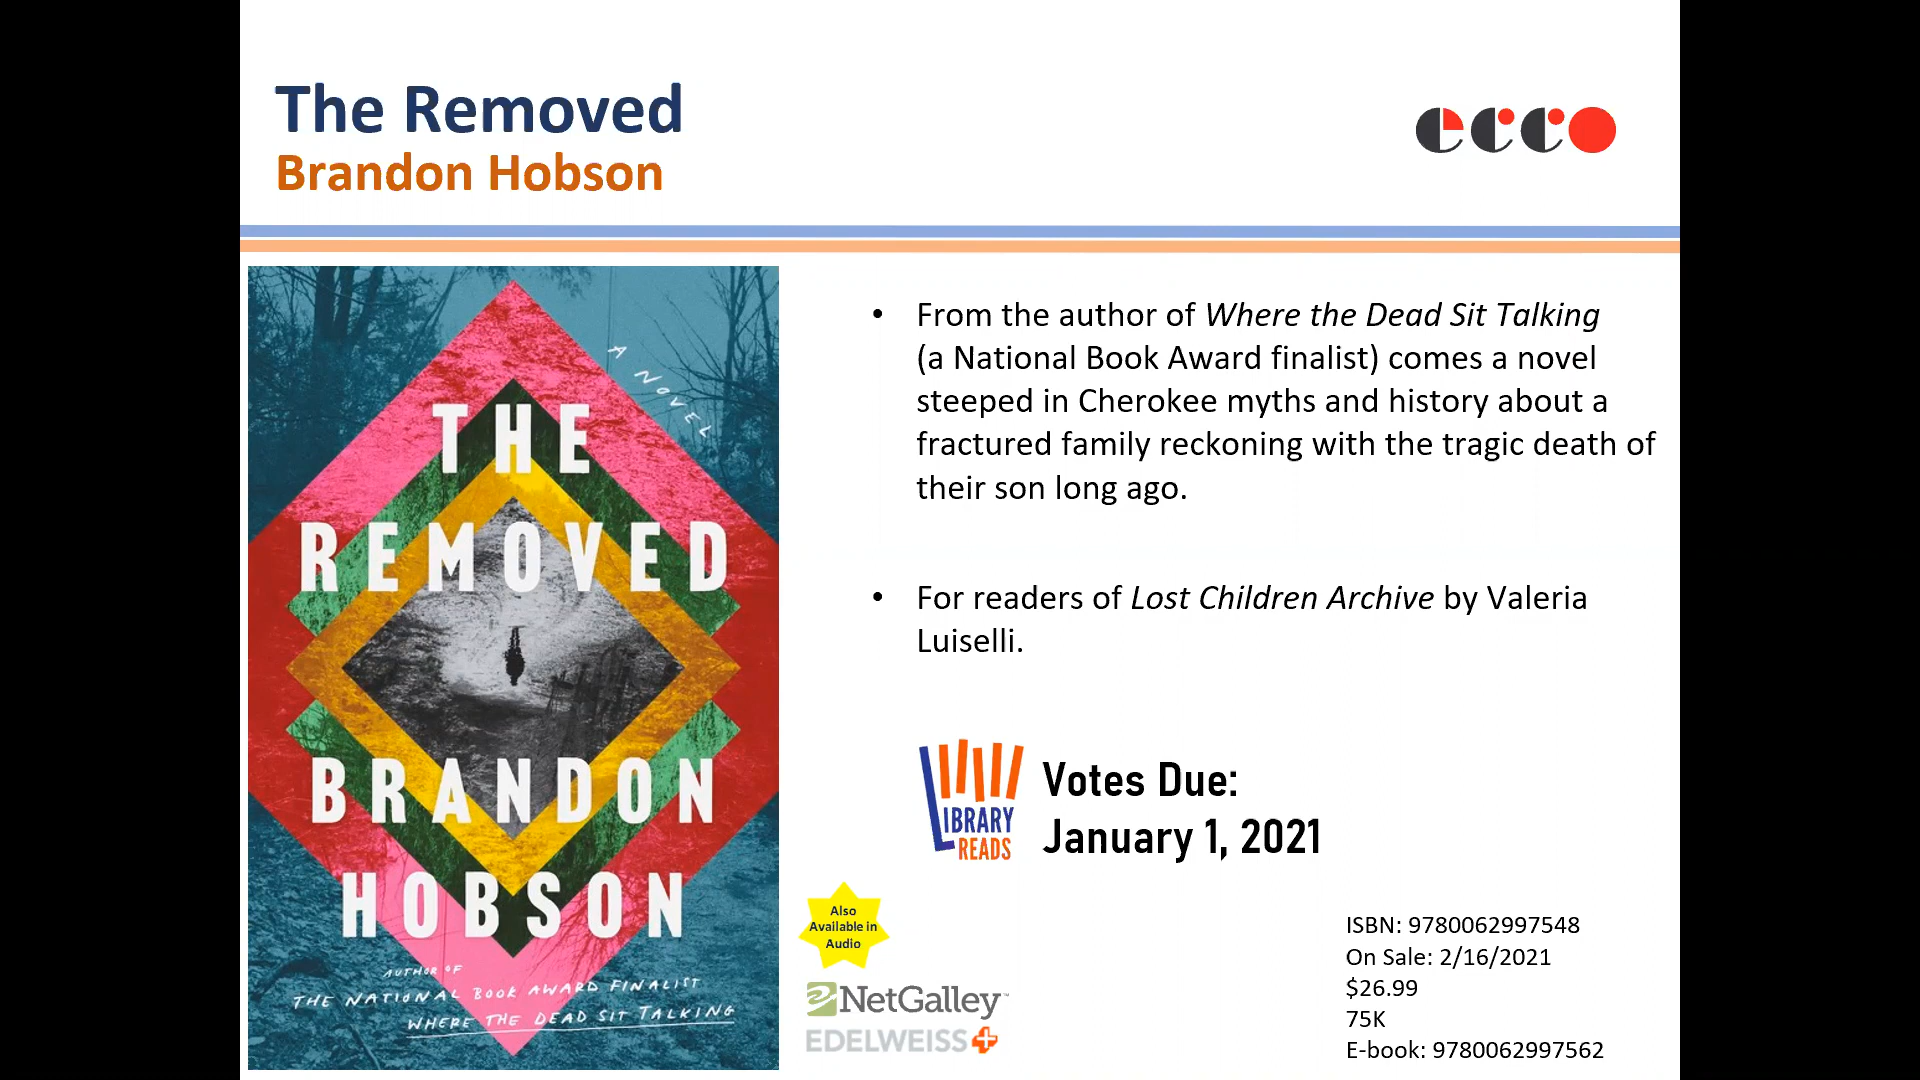 The Removed
Brandon Hobson
ecco
A NOVEL
THE
REMOVED
BRANDON
HOBSON
AUTHOR OF
THE NATIONAL BOOK AWARD FINALIST
WHERE THE DEAD SIT TALKING
• From the author of Where the Dead Sit Talking
(a National Book Award finalist) comes a novel
steeped in Cherokee myths and history about a
fractured family reckoning with the tragic death of
their son long ago.
• For readers of Lost Children Archive by Valeria
Luiselli.
LIBRARY
READS
Votes Due:
January 1, 2021
Also
Available in
Audio
NetGalley™
EDELWEISS+
ISBN: 9780062997548
On Sale: 2/16/2021
$26.99
75K
E-book: 9780062997562